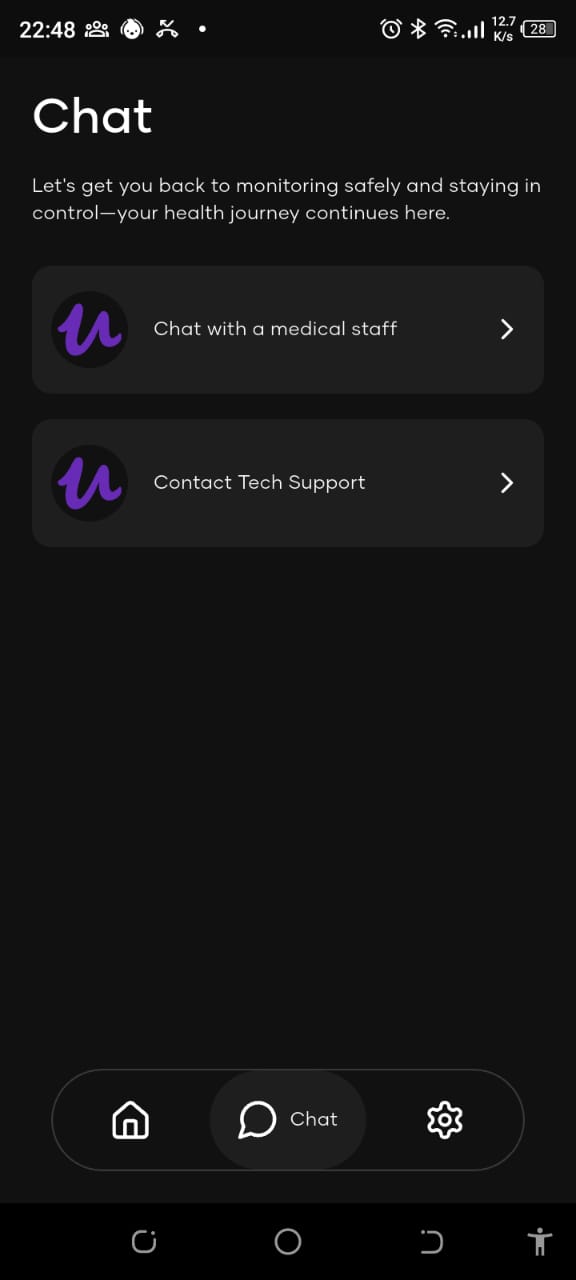 22:48
12.7
K/s
28
Chat
Let's get you back to monitoring safely and staying in
control—your health journey continues here.
Chat with a medical staff
Contact Tech Support
Chat